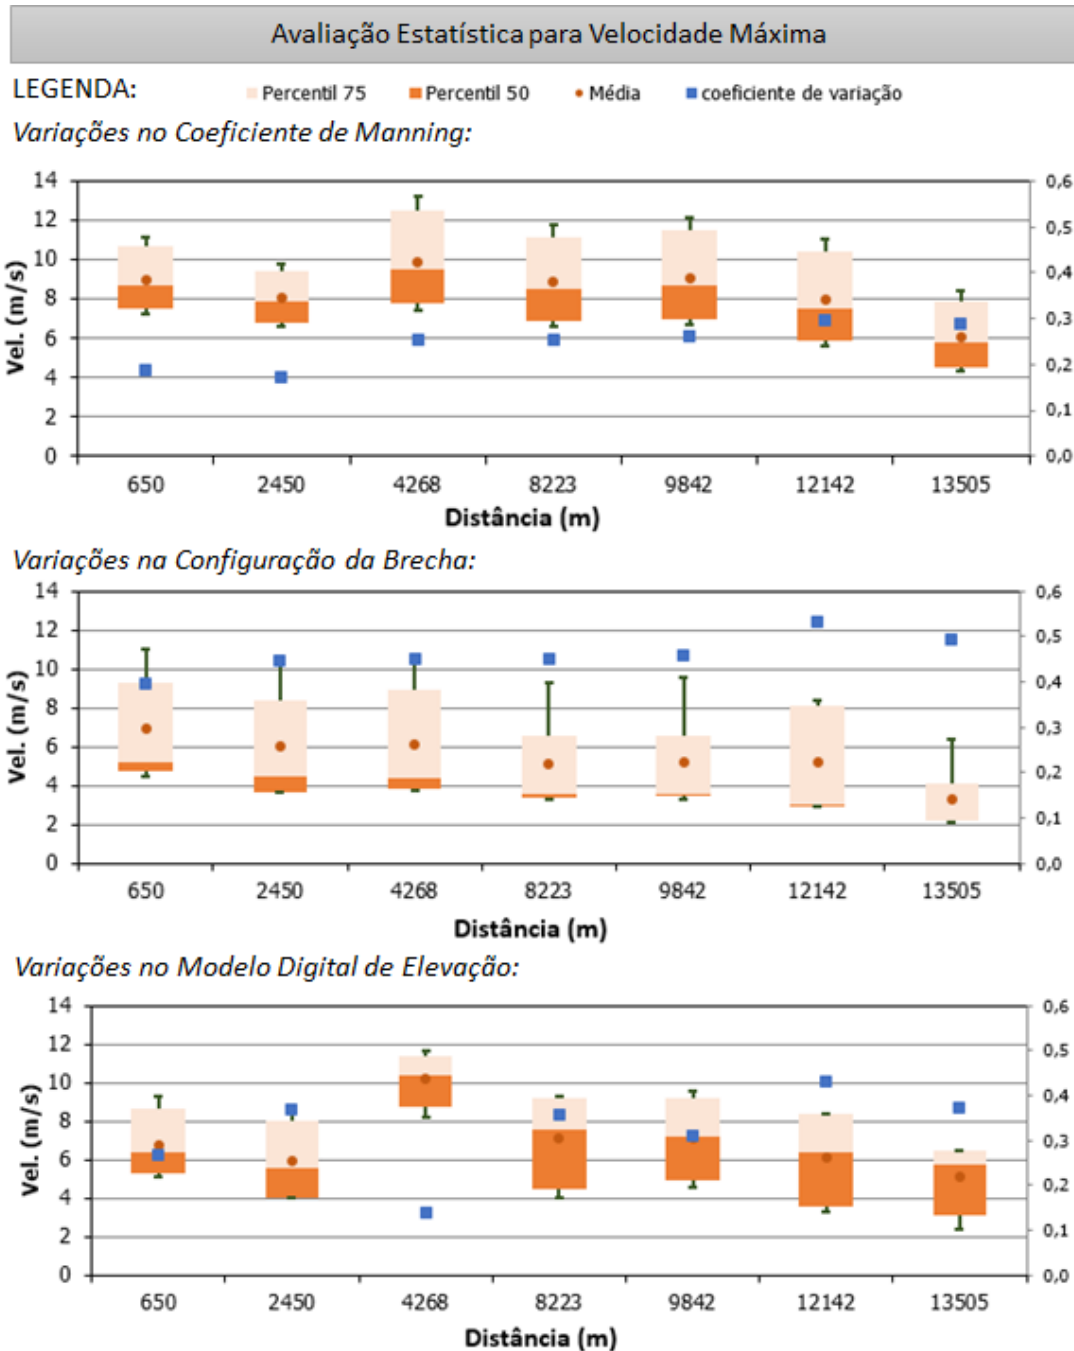 Avaliação Estatística para Velocidade Máxima
LEGENDA: Percentil 75 Percentil 50 Média coeficiente de variação
Variações no Coeficiente de Manning:
14 0,6
12 0,5
10 0,4
8 0,3
6 0,2
4 0,1
2 0,0
0
Vel. (m/s)
650 2450 4268 8223 9842 12142 13505
Distância (m)
Variações na Configuração da Brecha:
14 0,6
12 0,5
10 0,4
8 0,3
6 0,2
4 0,1
2 0,0
0
Vel. (m/s)
650 2450 4268 8223 9842 12142 13505
Distância (m)
Variações no Modelo Digital de Elevação:
14 0,6
12 0,5
10 0,4
8 0,3
6 0,2
4 0,1
2 0,0
0
Vel. (m/s)
650 2450 4268 8223 9842 12142 13505
Distância (m)